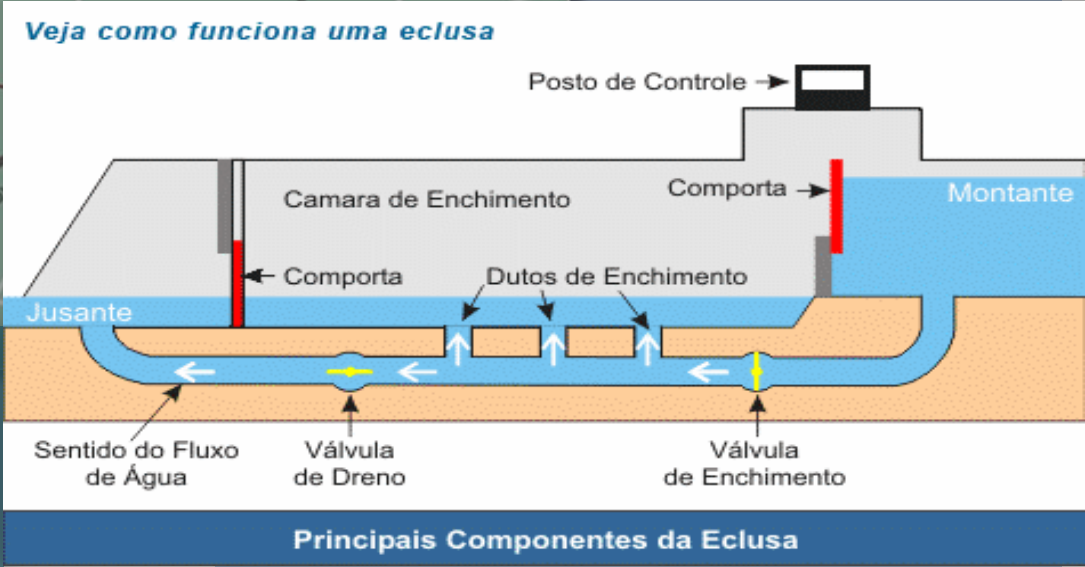 Veja como funciona uma eclusa
Posto de Controle
Camara de Enchimento
Comporta
Montante
Comporta
Dutos de Enchimento
Jusante
Sentido do Fluxo
de Água
Válvula
de Dreno
Válvula
de Enchimento
Principais Componentes da Eclusa